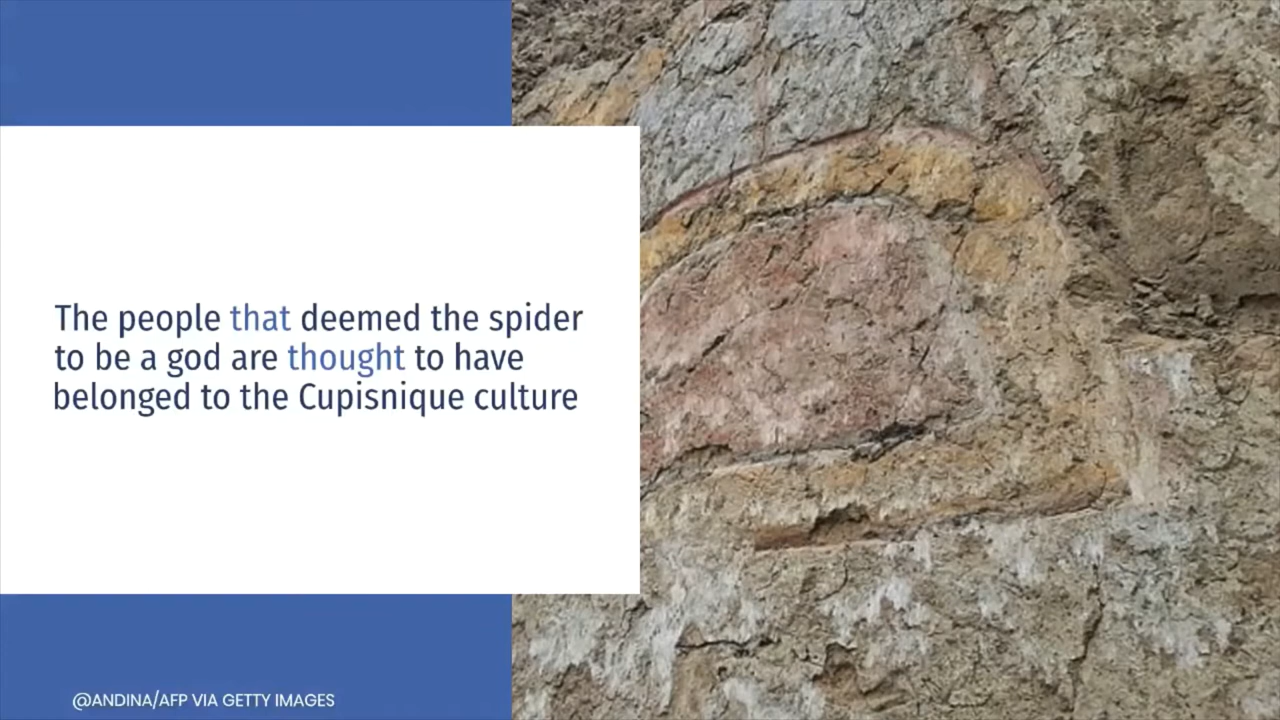 The people that deemed the spider
to be a god are thought to have
belonged to the Cupisnique culture
@ANDINA/AFP VIA GETTY IMAGES